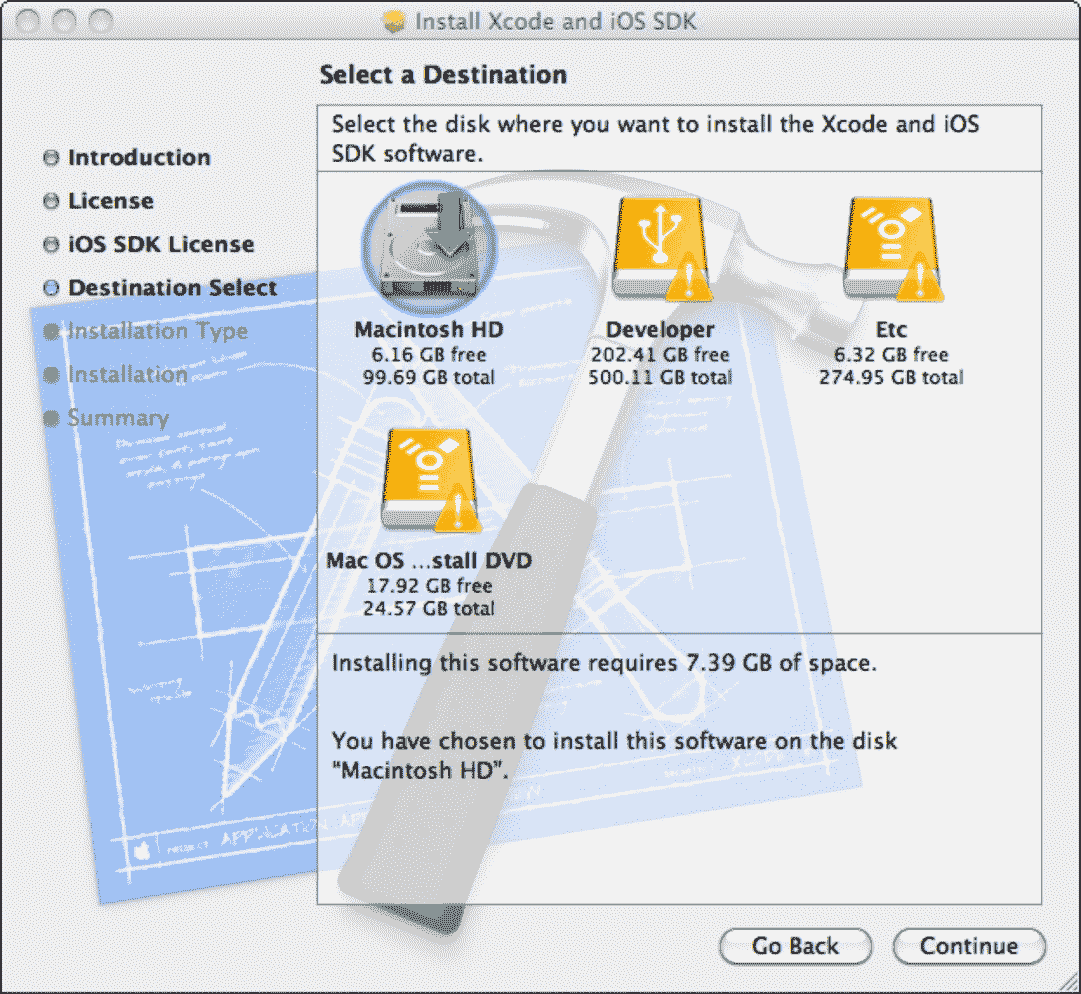 Install Xcode and iOS SDK
Select a Destination
Introduction
License
iOS SDK License
Destination Select
Installation Type
Installation
Summary
Select the disk where you want to install the Xcode and iOS
SDK software.
Macintosh HD
6.16 GB free
99.69 GB total
Developer
202.41 GB free
500.11 GB total
Etc
6.32 GB free
274.95 GB total
Mac OS ...stall DVD
17.92 GB free
24.57 GB total
Installing this software requires 7.39 GB of space.
You have chosen to install this software on the disk
"Macintosh HD".
PROJECT APPLICATION
Go Back
Continue